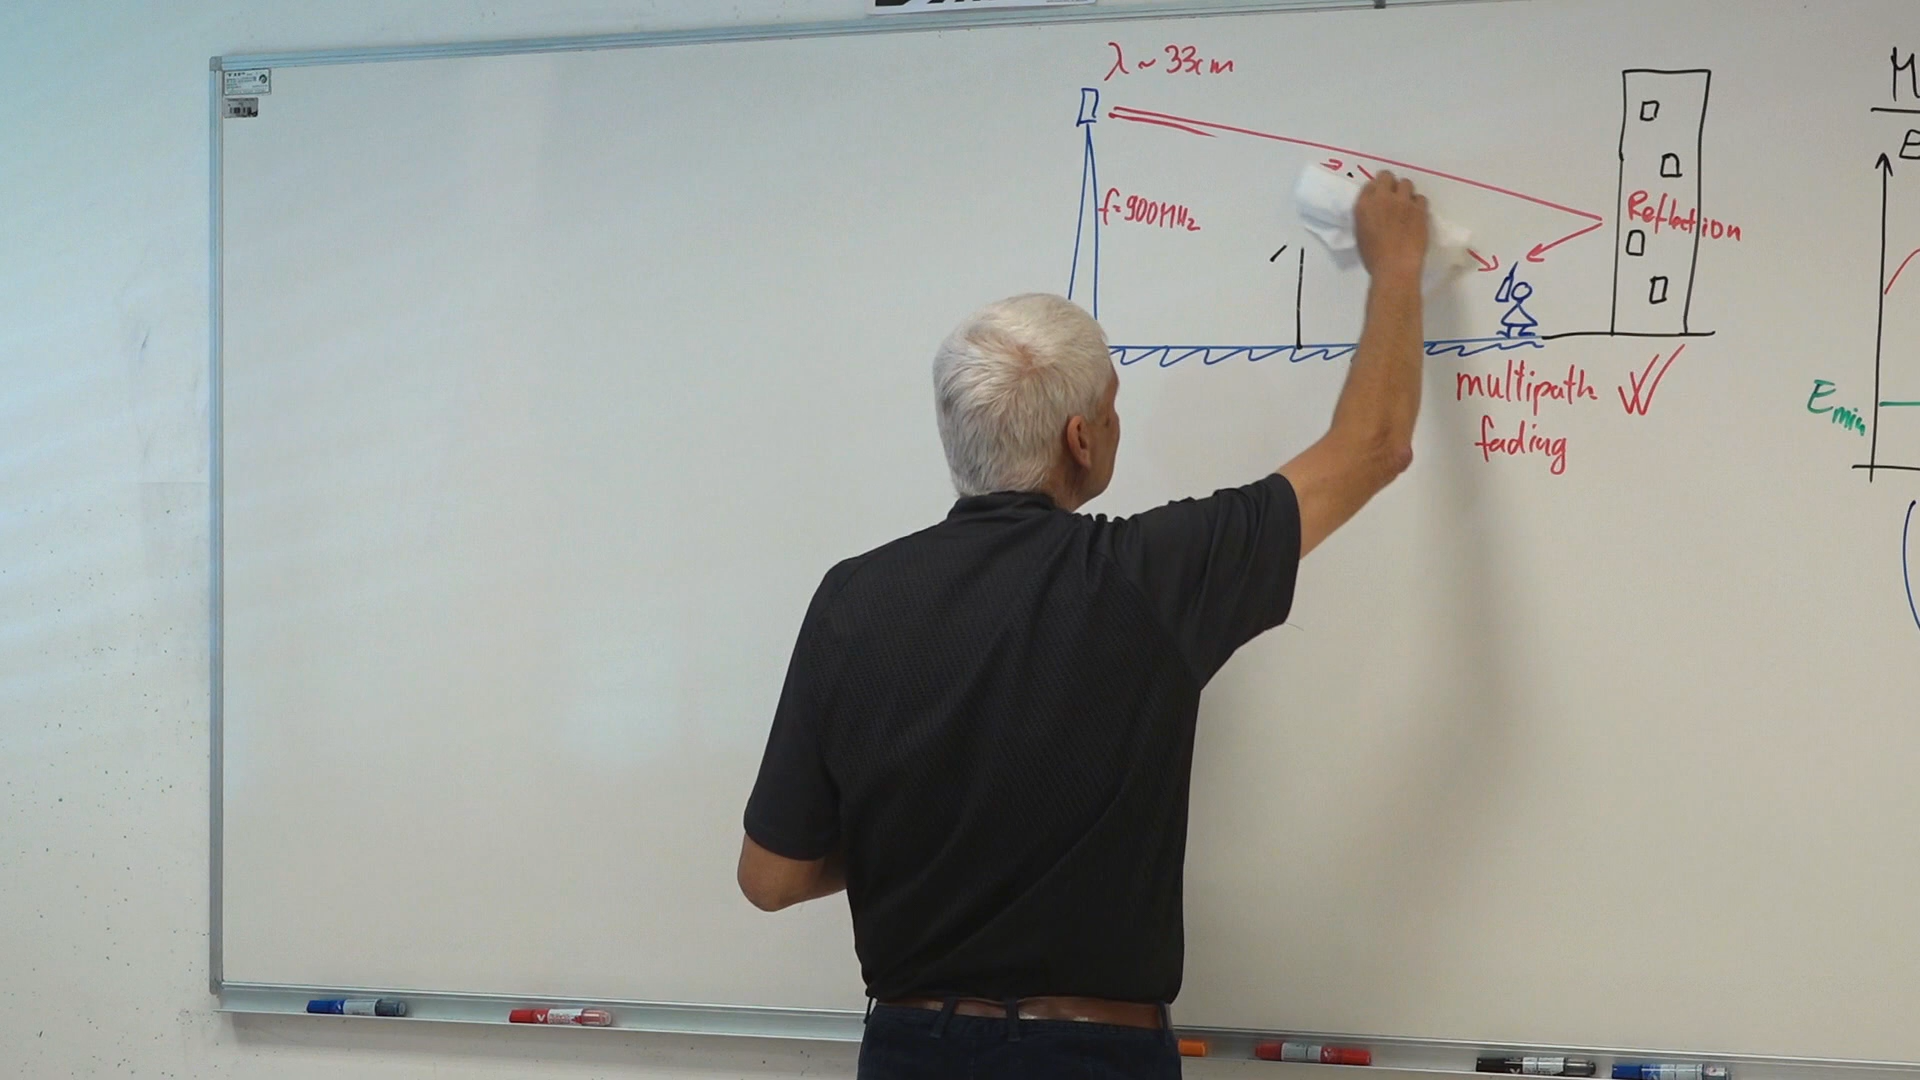 λ ~ 33cm
f=900MHz
Reflection
multipath
fading
Emin
M
E